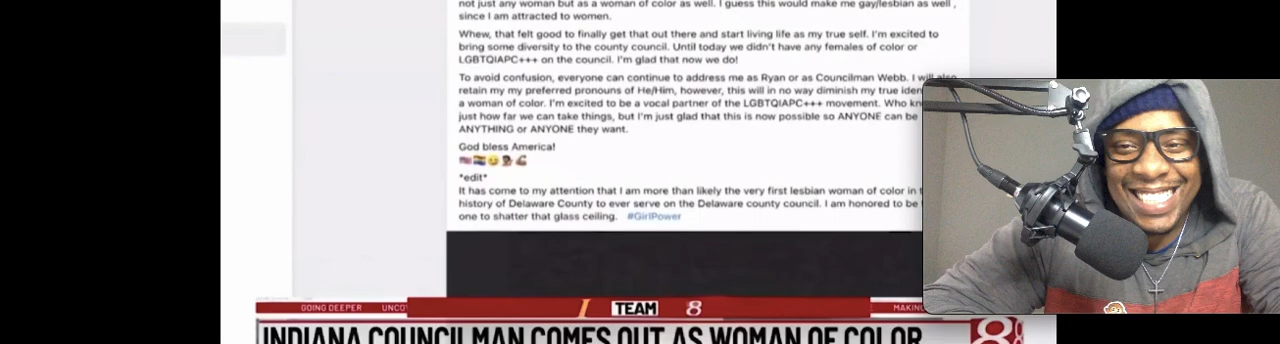 not just any woman but as a woman of color as well. I guess this would make me gay/lesbian as well ,
since I am attracted to women.
Whew, that felt good to finally get that out there and start living life as my true self. I'm excited to
bring some diversity to the county council. Until today we didn't have any females of color or
LGBTQIAPC+++ on the council. I'm glad that now we do!
To avoid confusion, everyone can continue to address me as Ryan or as Councilman Webb. I will also
retain my my preferred pronouns of He/Him, however, this will in no way diminish my true iden
a woman of color. I'm excited to be a vocal partner of the LGBTQIAPC+++ movement. Who kn
just how far we can take things, but I'm just glad that this is now possible so ANYONE can be
ANYTHING or ANYONE they want.
God bless America!
*edit*
It has come to my attention that I am more than likely the very first lesbian woman of color in t
history of Delaware County to ever serve on the Delaware county council. I am honored to be
one to shatter that glass ceiling. #GirlPower
GOING DEEPER UNCO I TEAM 8 MAKIN
INDIANA COUNCILMAN COMES OUT AS WOMAN OF COLOR 8